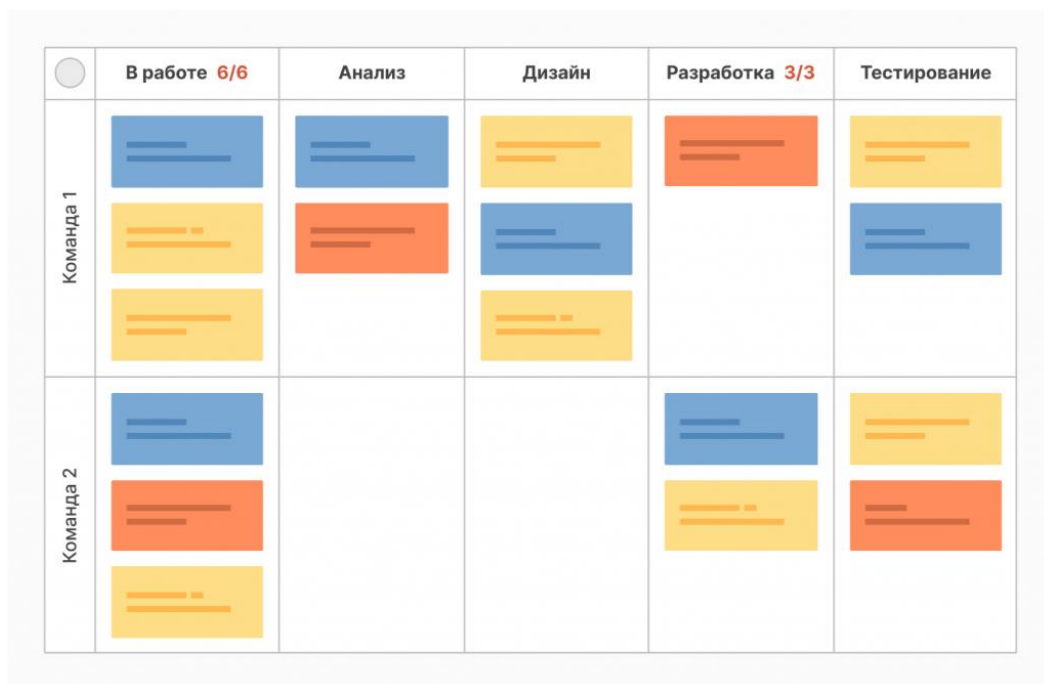 В работе 6/6
Анализ
Дизайн
Разработка 3/3
Тестирование
Команда 1
Команда 2